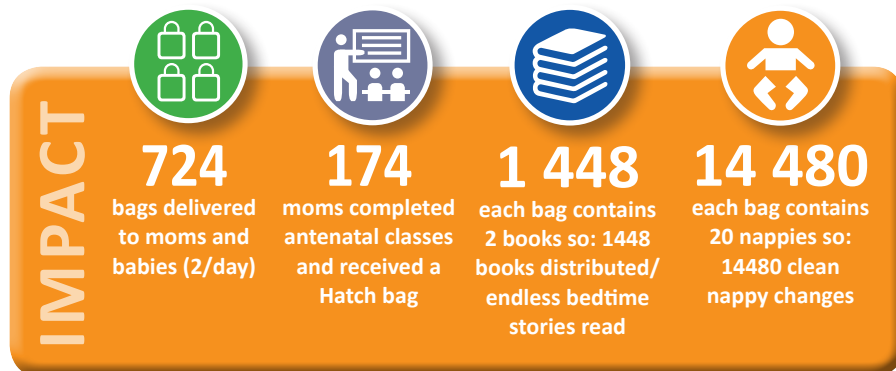 IMPACT
724
bags delivered
to moms and
babies (2/day)
174
moms completed
antenatal classes
and received a
Hatch bag
1 448
each bag contains
2 books so: 1448
books distributed/
endless bedtime
stories read
14 480
each bag contains
20 nappies so:
14480 clean
nappy changes